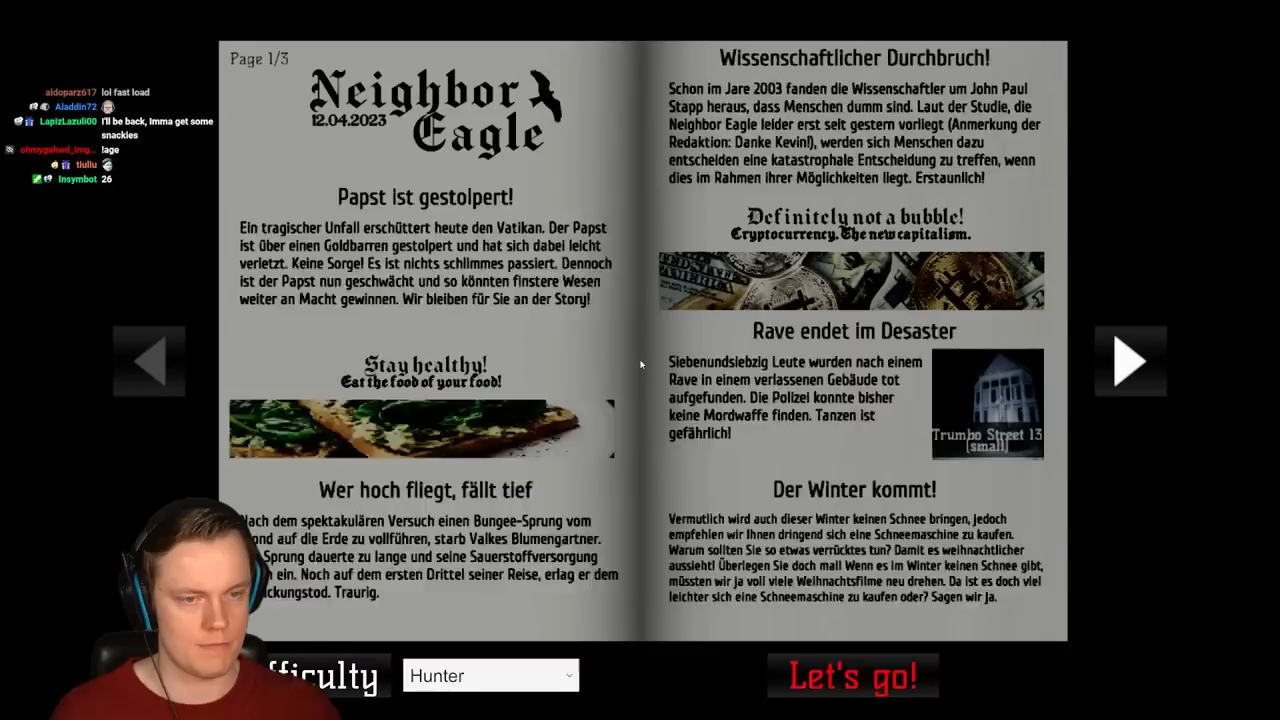 aidoparz617 lol fast load
Aladdin72
LapizLazuli00 I'll be back, Imma get some
snackies
ohmygahwd_img... !age
tiullu
Insymbot 26
Page 1/3
Neighbor
12.04.2023
Eagle
Papst ist gestolpert!
Ein tragischer Unfall erschüttert heute den Vatikan. Der Papst
ist über einen Goldbarren gestolpert und hat sich dabei leicht
verletzt. Keine Sorge! Es ist nichts schlimmes passiert. Dennoch
ist der Papst nun geschwächt und so könnten finstere Wesen
weiter an Macht gewinnen. Wir bleiben für Sie an der Story!
Stay healthy!
Eat the food of your food!
Wer hoch fliegt, fällt tief
Nach dem spektakulären Versuch einen Bungee-Sprung vom
ond auf die Erde zu vollführen, starb Valkes Blumengartner.
Sprung dauerte zu lange und seine Sauerstoffversorgung
ein. Noch auf dem ersten Drittel seiner Reise, erlag er dem
ickungstod. Traurig.
Wissenschaftlicher Durchbruch!
Schon im Jare 2003 fanden die Wissenschaftler um John Paul
Stapp heraus, dass Menschen dumm sind. Laut der Studie, die
Neighbor Eagle leider erst seit gestern vorliegt (Anmerkung der
Redaktion: Danke Kevin!), werden sich Menschen dazu
entscheiden eine katastrophale Entscheidung zu treffen, wenn
dies im Rahmen ihrer Möglichkeiten liegt. Erstaunlich!
Definitely not a bubble!
Cryptocurrency. The new capitalism.
Rave endet im Desaster
Siebenundsiebzig Leute wurden nach einem
Rave in einem verlassenen Gebäude tot
aufgefunden. Die Polizei konnte bisher
keine Mordwaffe finden. Tanzen ist
gefährlich!
Trumbo Street 13
(small)
Der Winter kommt!
Vermutlich wird auch dieser Winter keinen Schnee bringen, jedoch
empfehlen wir Ihnen dringend sich eine Schneemaschine zu kaufen.
Warum sollten Sie so etwas verrücktes tun? Damit es weihnachtlicher
aussieht! Überlegen Sie doch mal! Wenn es im Winter keinen Schnee gibt,
müssten wir ja voll viele Weihnachtsfilme neu drehen. Da ist es doch viel
leichter sich eine Schneemaschine zu kaufen oder? Sagen wir ja.
fficulty
Hunter
Let's go!